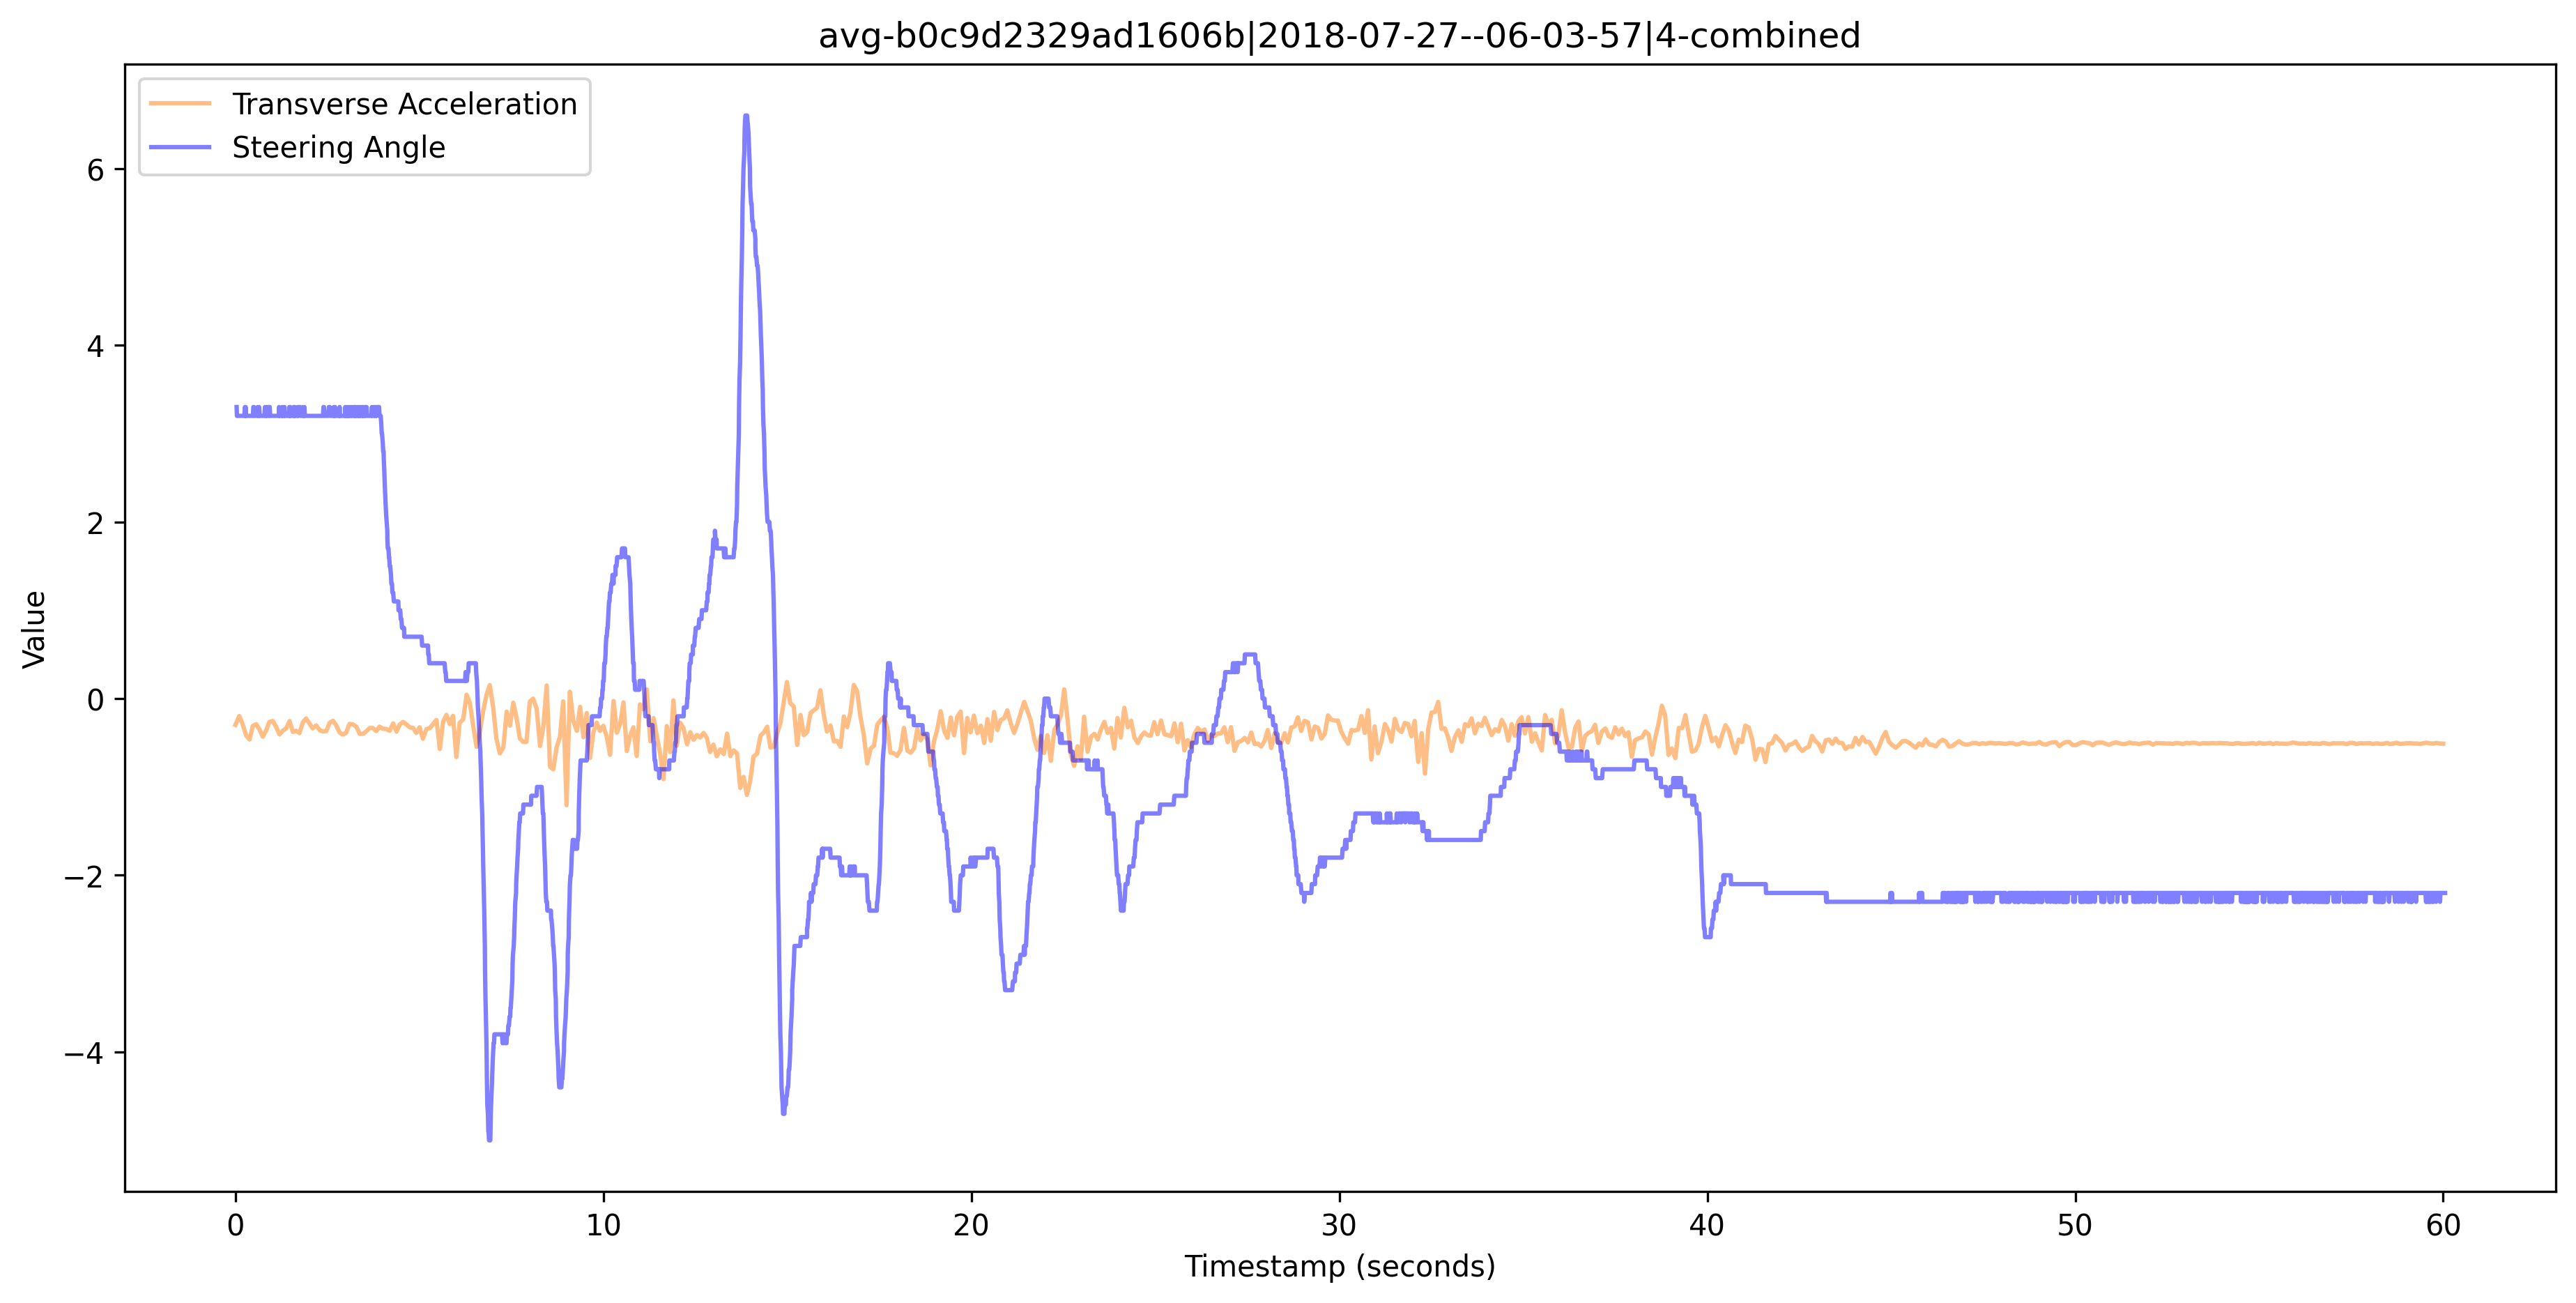 avg-b0c9d2329ad1606b|2018-07-27--06-03-57|4-combined
Transverse Acceleration
Steering Angle
Value
6
4
2
0
−2
−4
0 10 20 30 40 50 60
Timestamp (seconds)